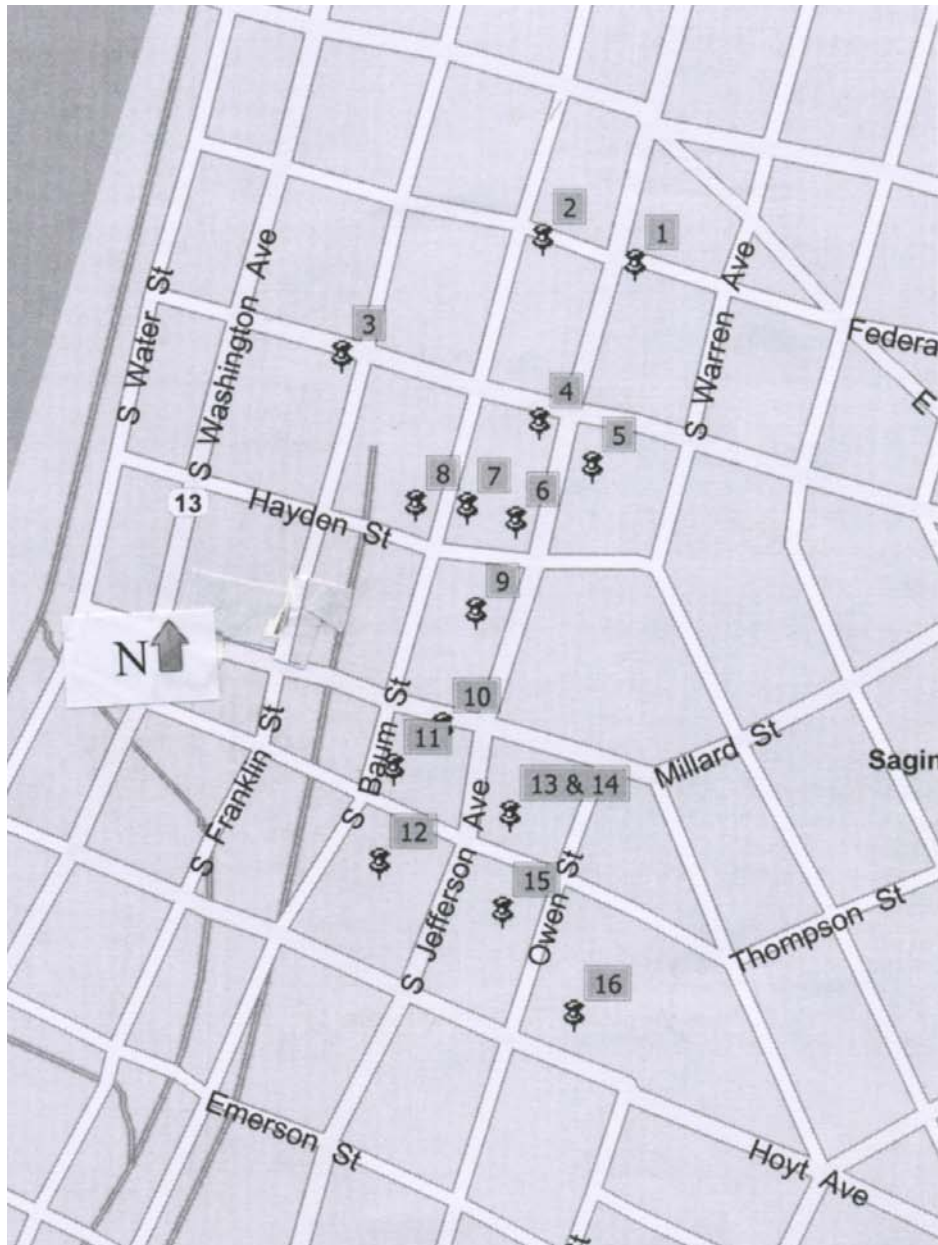 2
1
S Water St
S Washington Ave
S Warren Ave
3
Federa
E
4
5
13
Hayden St
8
7
6
9
N
10
11
S Baum St
S Franklin St
Millard St
Sagin
13 & 14
12
S Jefferson Ave
15
Owen St
Thompson St
16
Emerson St
Hoyt Ave